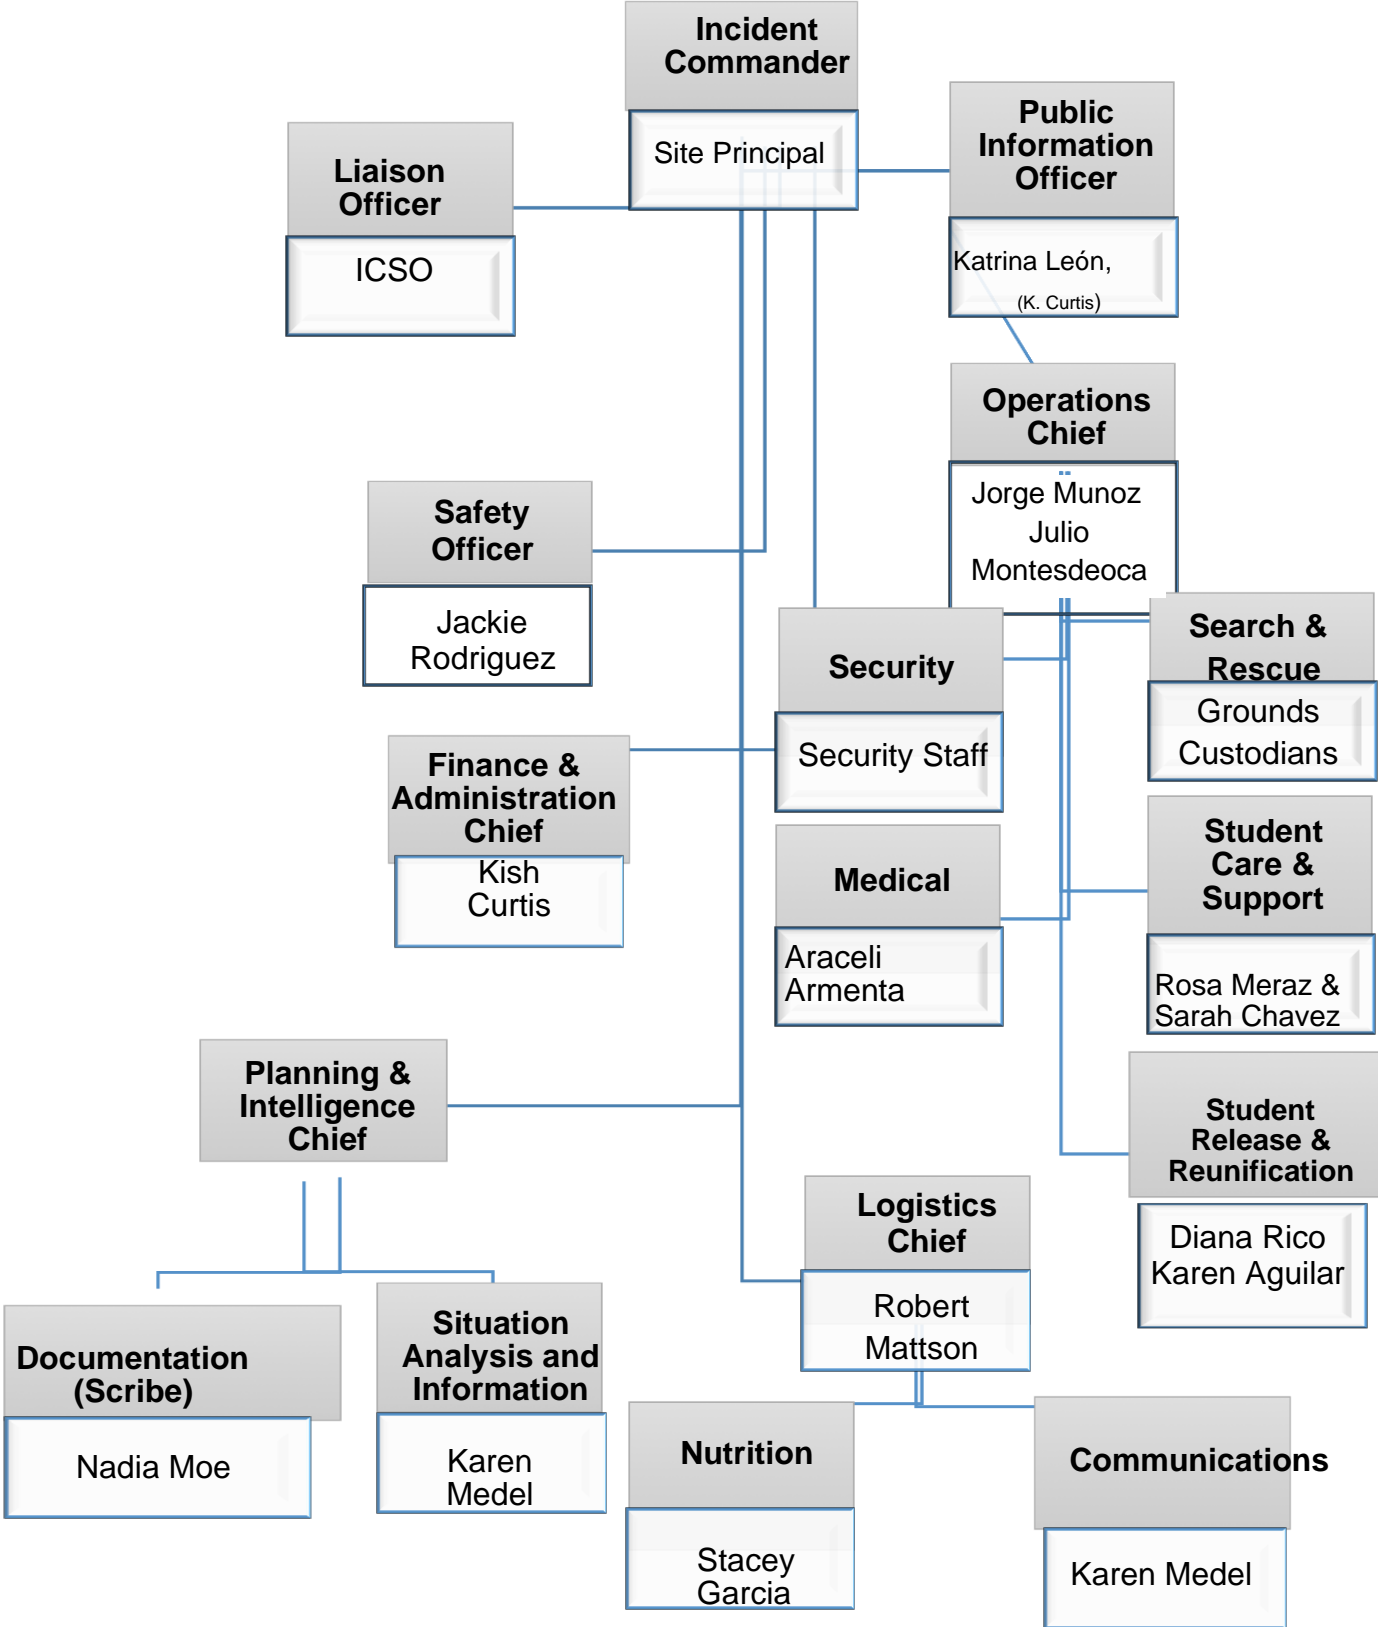 Incident
Commander
Site Principal
Public
Information
Officer
Katrina León,
(K. Curtis)
Liaison
Officer
ICSO
Operations
Chief
Jorge Munoz
Julio
Montesdeoca
Safety
Officer
Jackie
Rodriguez
Security
Security Staff
Search &
Rescue
Grounds
Custodians
Finance &
Administration
Chief
Kish
Curtis
Medical
Araceli
Armenta
Student
Care &
Support
Rosa Meraz &
Sarah Chavez
Planning &
Intelligence
Chief
Student
Release &
Reunification
Diana Rico
Karen Aguilar
Logistics
Chief
Robert
Mattson
Documentation
(Scribe)
Nadia Moe
Situation
Analysis and
Information
Karen
Medel
Nutrition
Stacey
Garcia
Communications
Karen Medel